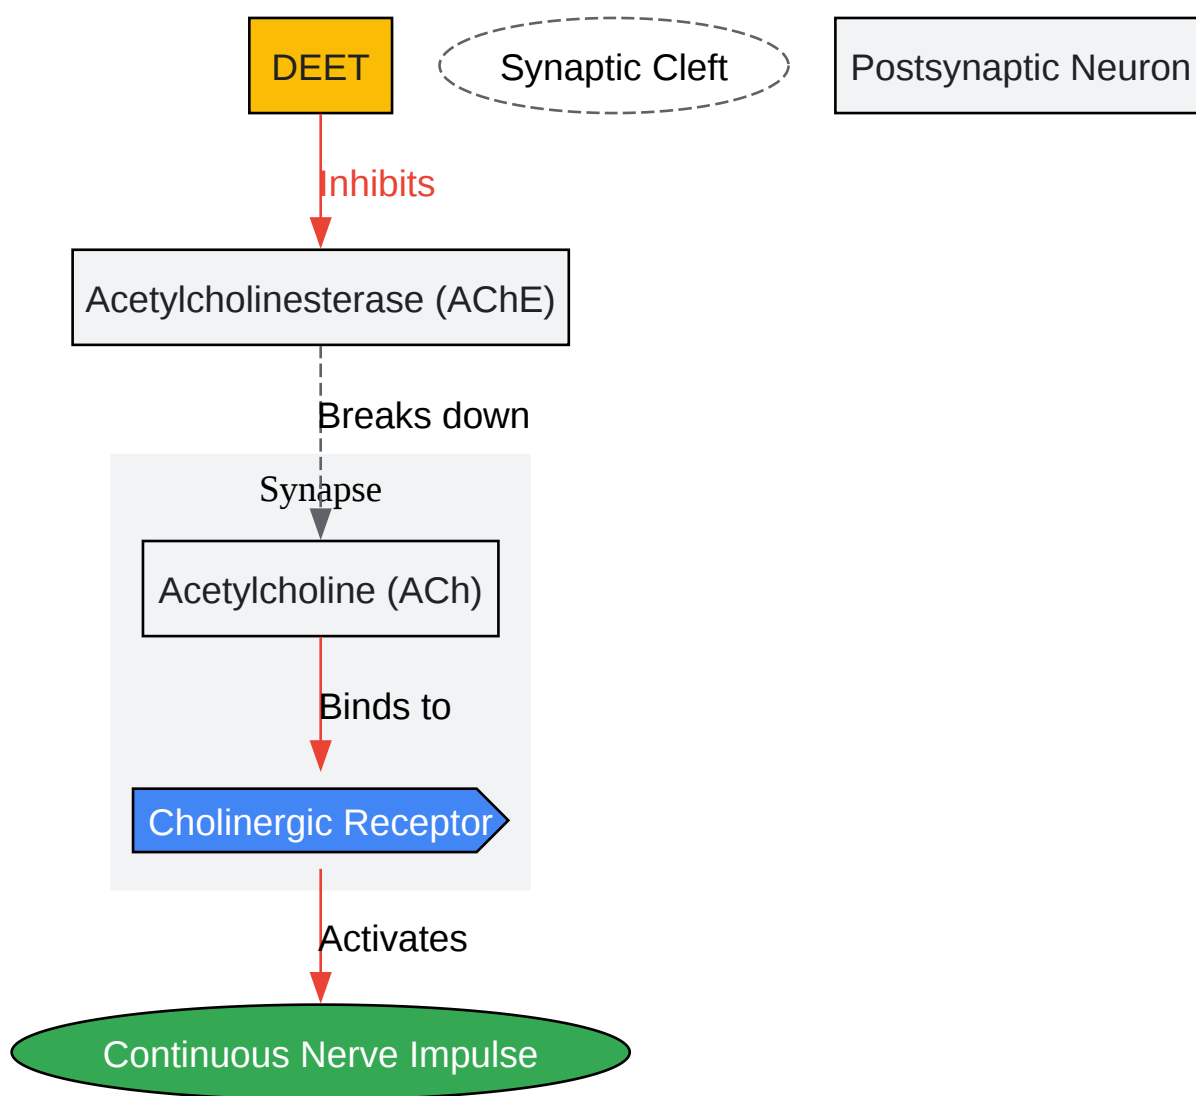 DEET
Synaptic Cleft
Postsynaptic Neuron
Inhibits
Acetylcholinesterase (AChE)
Breaks down
Synapse
Acetylcholine (ACh)
Binds to
Cholinergic Receptor
Activates
Continuous Nerve Impulse